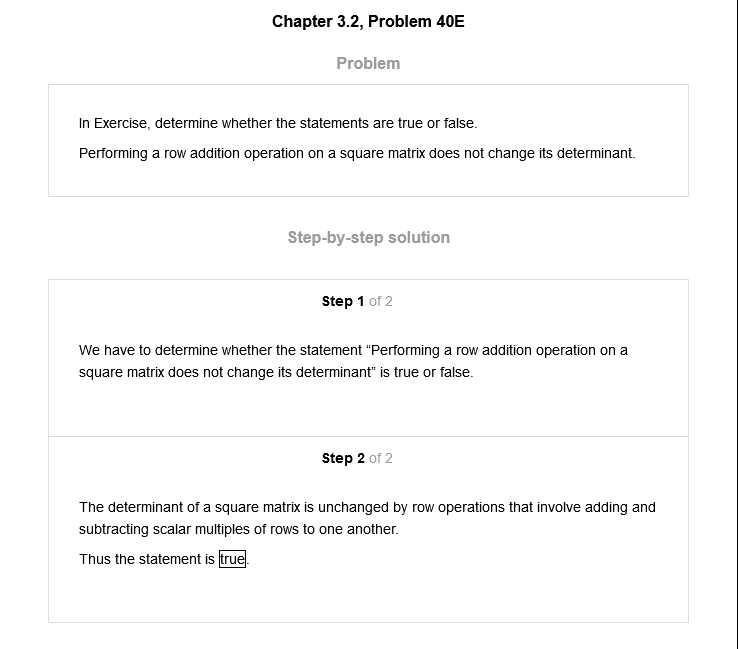 Chapter 3.2, Problem 40E
Problem
In Exercise, determine whether the statements are true or false.
Performing a row addition operation on a square matrix does not change its determinant.
Step-by-step solution
Step 1 of 2
We have to determine whether the statement “Performing a row addition operation on a
square matrix does not change its determinant” is true or false.
Step 2 of 2
The determinant of a square matrix is unchanged by row operations that involve adding and
subtracting scalar multiples of rows to one another.
Thus the statement is true.